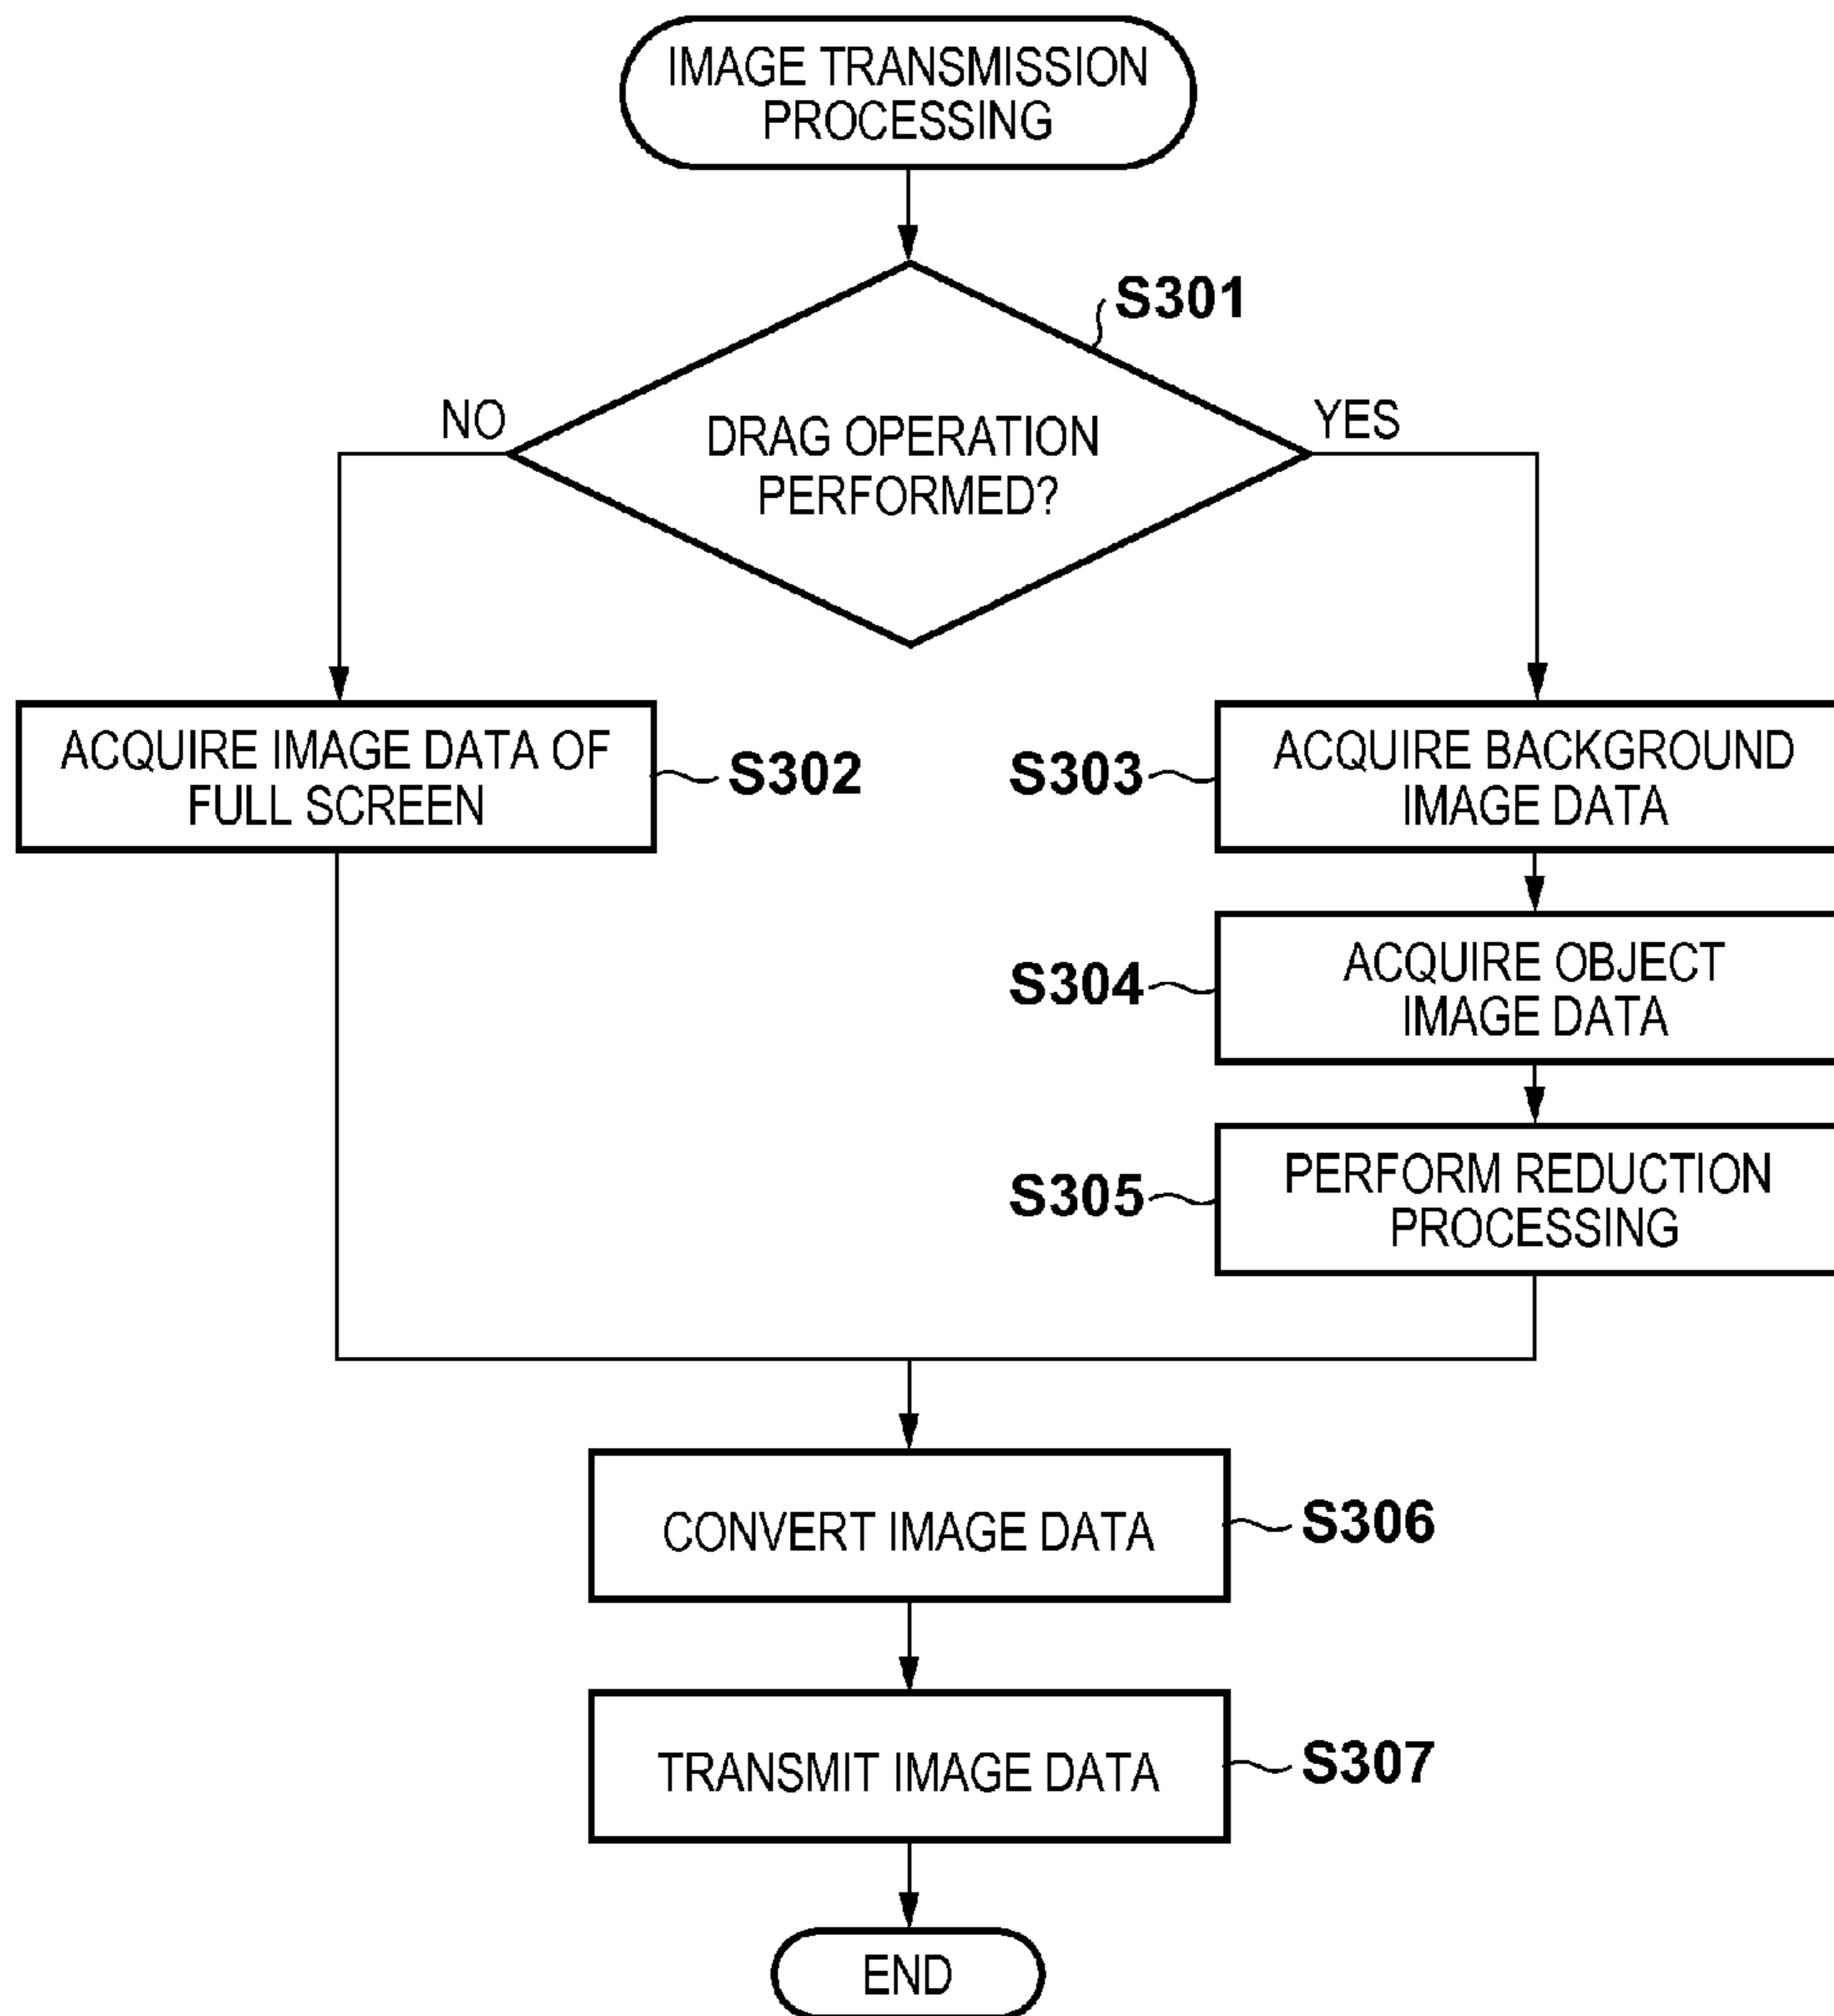 IMAGE TRANSMISSION
PROCESSING
S301
NO
YES
DRAG OPERATION
PERFORMED?
ACQUIRE IMAGE DATA OF
FULL SCREEN
S302
S303
ACQUIRE BACKGROUND
IMAGE DATA
S304
ACQUIRE OBJECT
IMAGE DATA
S305
PERFORM REDUCTION
PROCESSING
CONVERT IMAGE DATA
S306
TRANSMIT IMAGE DATA
S307
END